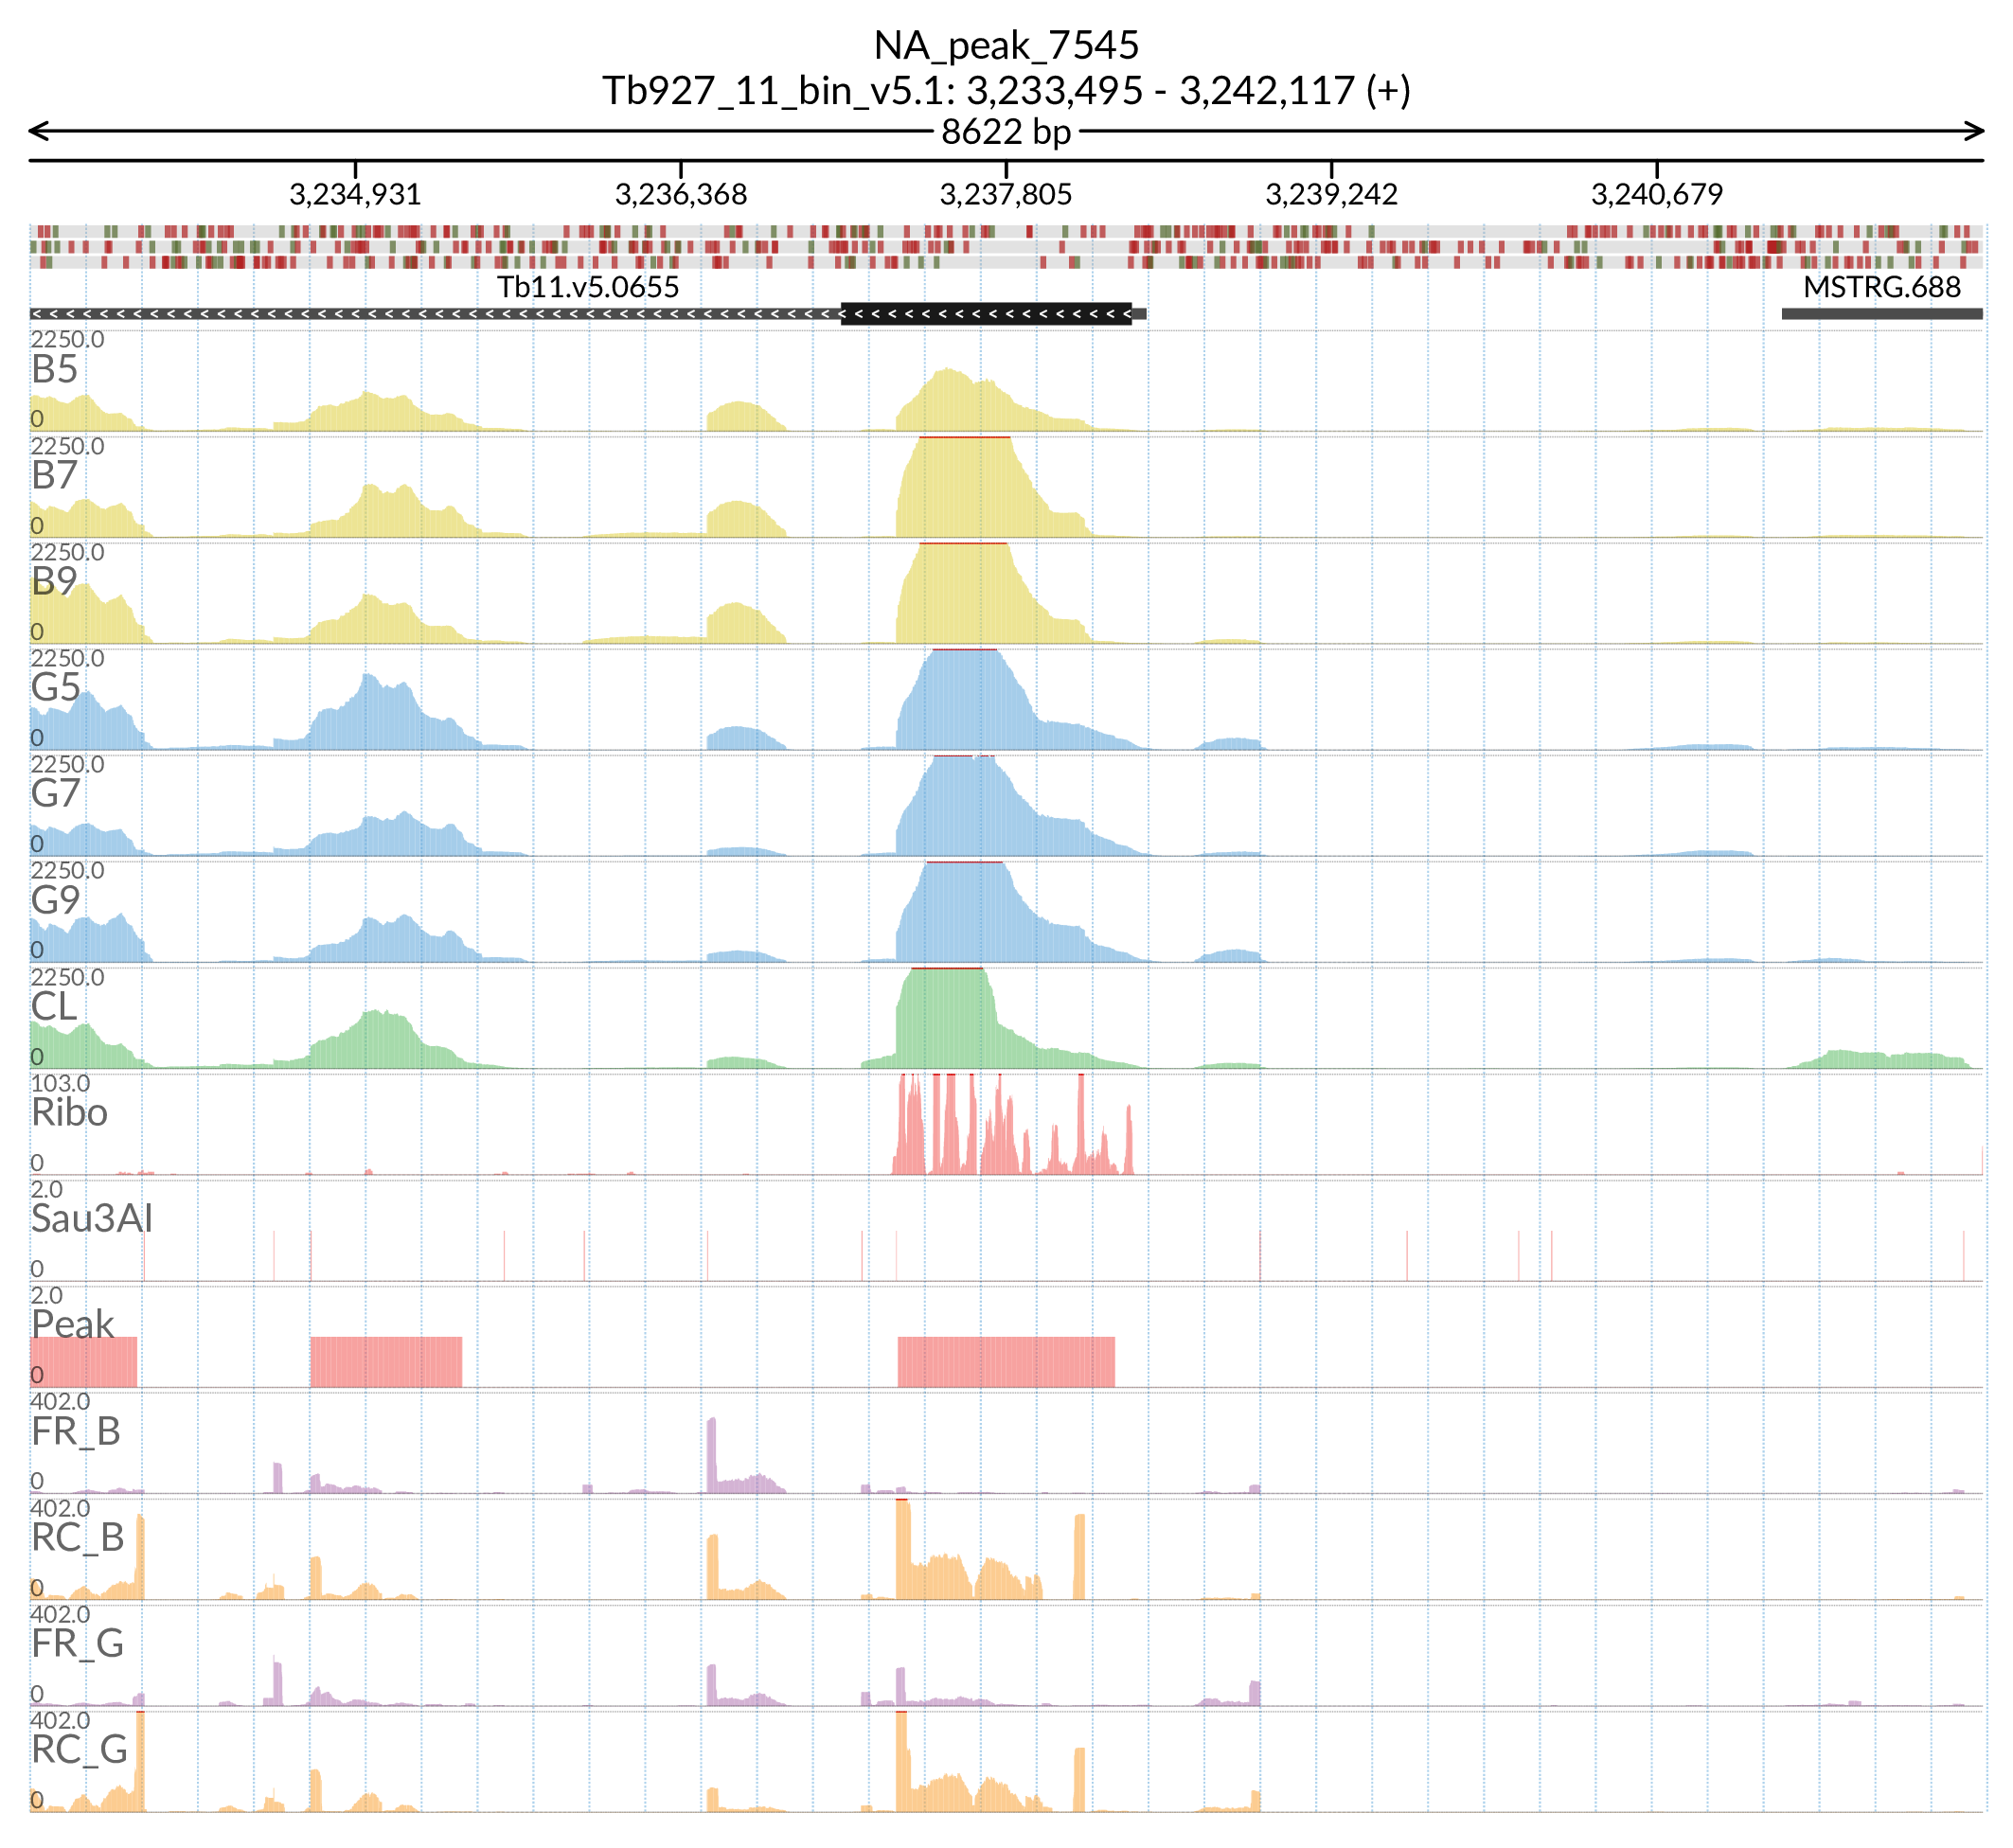 NA_peak_7545
Tb927_11_bin_v5.1: 3,233,495 - 3,242,117 (+)
8622 bp
3,234,931 3,236,368 3,237,805 3,239,242 3,240,679
Tb11.v5.0655 MSTRG.688
2250.0
B5
0
2250.0
B7
0
2250.0
B9
0
2250.0
G5
0
2250.0
G7
0
2250.0
G9
0
2250.0
CL
0
103.0
Ribo
0
2.0
Sau3AI
0
2.0
Peak
0
402.0
FR_B
0
402.0
RC_B
0
402.0
FR_G
0
402.0
RC_G
0